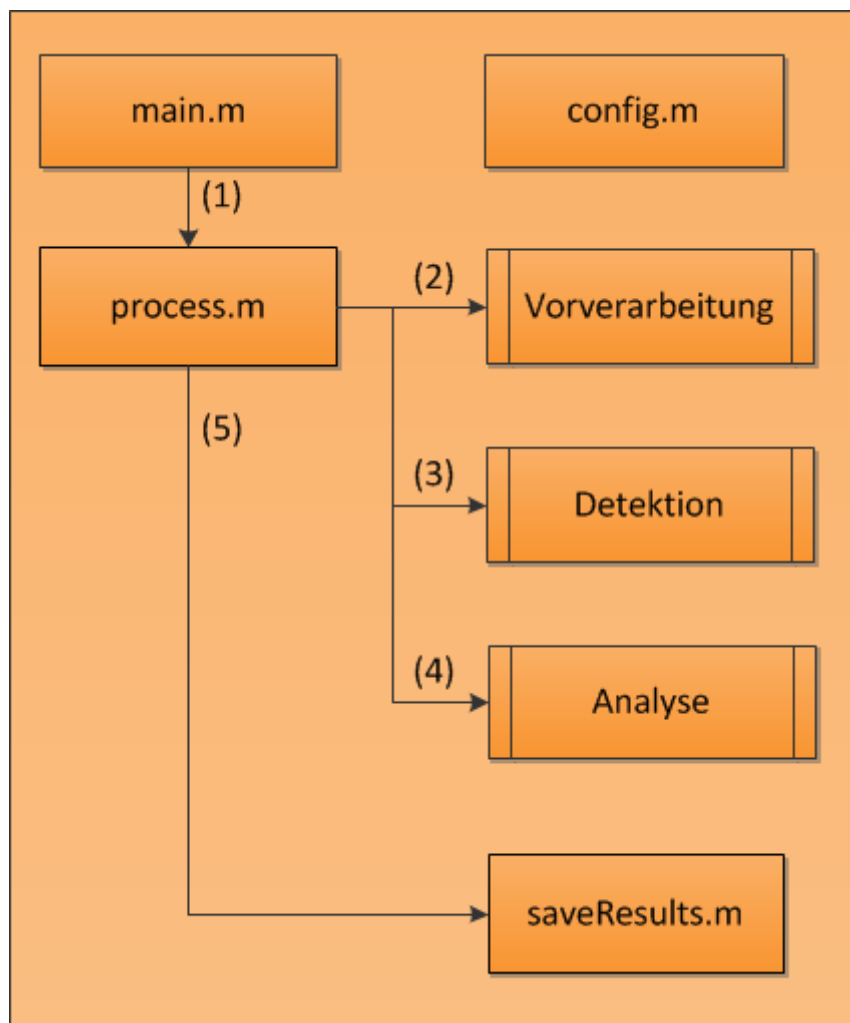 main.m
config.m
(1)
process.m
(2)
Vorverarbeitung
(5)
(3)
Detektion
(4)
Analyse
saveResults.m